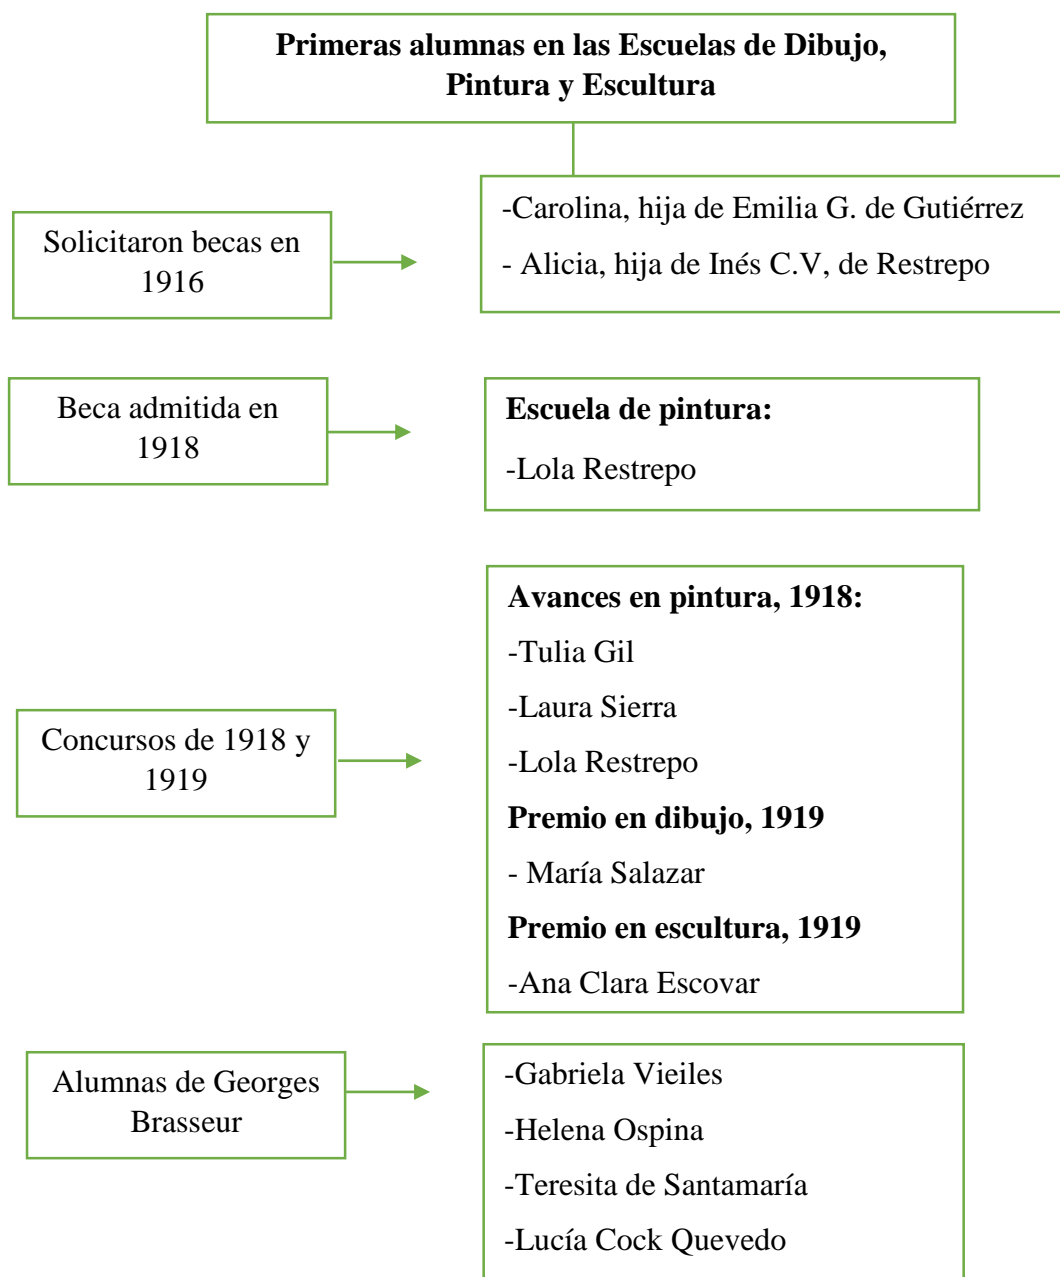 Primeras alumnas en las Escuelas de Dibujo,
Pintura y Escultura
Solicitaron becas en
1916
-Carolina, hija de Emilia G. de Gutiérrez
- Alicia, hija de Inés C.V, de Restrepo
Beca admitida en
1918
Escuela de pintura:
-Lola Restrepo
Concursos de 1918 y
1919
Avances en pintura, 1918:
-Tulia Gil
-Laura Sierra
-Lola Restrepo
Premio en dibujo, 1919
- María Salazar
Premio en escultura, 1919
-Ana Clara Escovar
Alumnas de Georges
Brasseur
-Gabriela Vieiles
-Helena Ospina
-Teresita de Santamaría
-Lucía Cock Quevedo